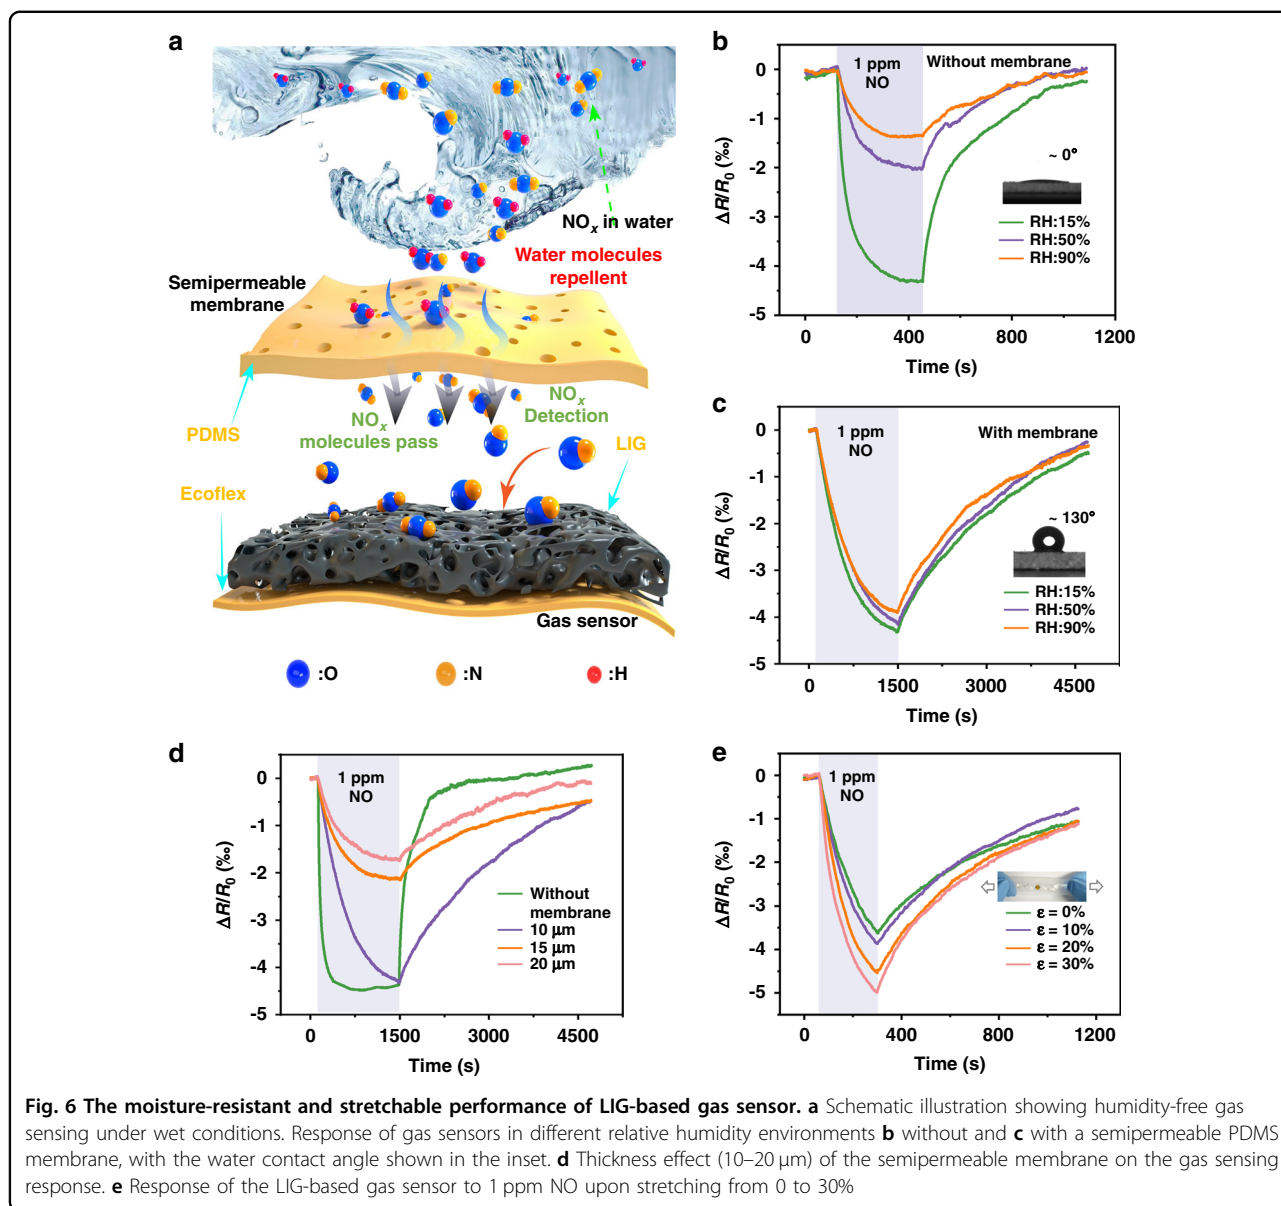 a
NOx in water
Water molecules
repellent
Semipermeable
membrane
NOx
Detection
NOx
molecules pass
PDMS
LIG
Ecoflex
Gas sensor
:O
:N
:H
b
1 ppm
NO
Without membrane
~ 0°
RH:15%
RH:50%
RH:90%
0
-1
-2
-3
-4
-5
ΔR/R0 (‰)
0
400
800
1200
Time (s)
c
1 ppm
NO
With membrane
~ 130°
RH:15%
RH:50%
RH:90%
0
-1
-2
-3
-4
-5
ΔR/R0 (‰)
0
1500
3000
4500
Time (s)
d
1 ppm
NO
Without
membrane
10 μm
15 μm
20 μm
0
-1
-2
-3
-4
-5
ΔR/R0 (‰)
0
1500
3000
4500
Time (s)
e
1 ppm
NO
ε = 0%
ε = 10%
ε = 20%
ε = 30%
0
-1
-2
-3
-4
-5
ΔR/R0 (‰)
0
400
800
1200
Time (s)
Fig. 6 The moisture-resistant and stretchable performance of LIG-based gas sensor. a Schematic illustration showing humidity-free gas
sensing under wet conditions. Response of gas sensors in different relative humidity environments b without and c with a semipermeable PDMS
membrane, with the water contact angle shown in the inset. d Thickness effect (10–20 μm) of the semipermeable membrane on the gas sensing
response. e Response of the LIG-based gas sensor to 1 ppm NO upon stretching from 0 to 30%